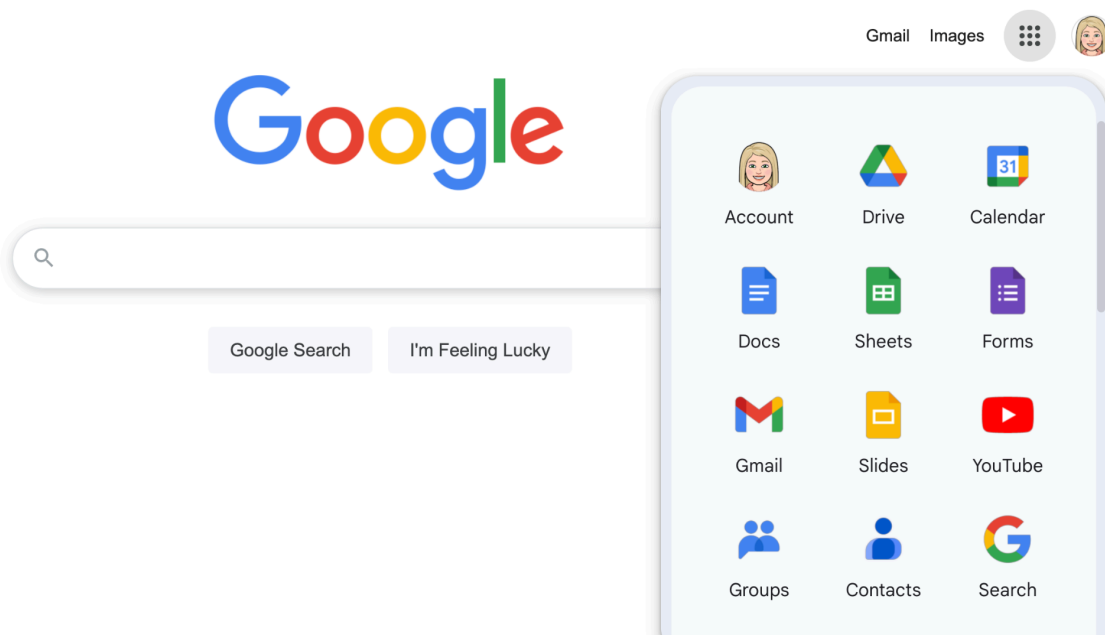 Gmail Images
Google
Google Search I'm Feeling Lucky
Account Drive Calendar
31
Docs Sheets Forms
Gmail Slides YouTube
Groups Contacts Search